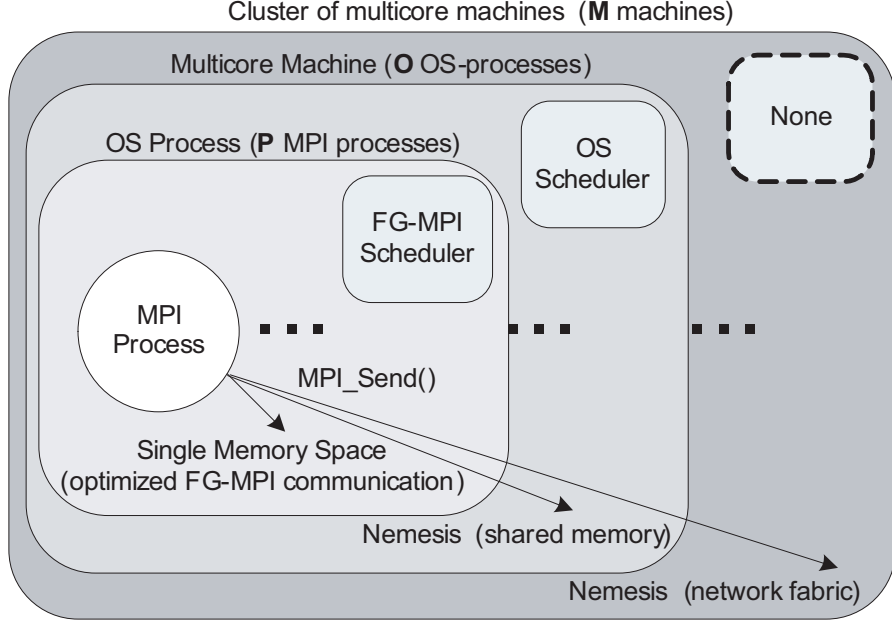 Cluster of multicore machines (M machines)
Multicore Machine (O OS-processes)
None
OS Process (P MPI processes)
OS
Scheduler
FG-MPI
Scheduler
MPI
Process
MPI_Send()
Single Memory Space
(optimized FG-MPI communication)
Nemesis (shared memory)
Nemesis (network fabric)